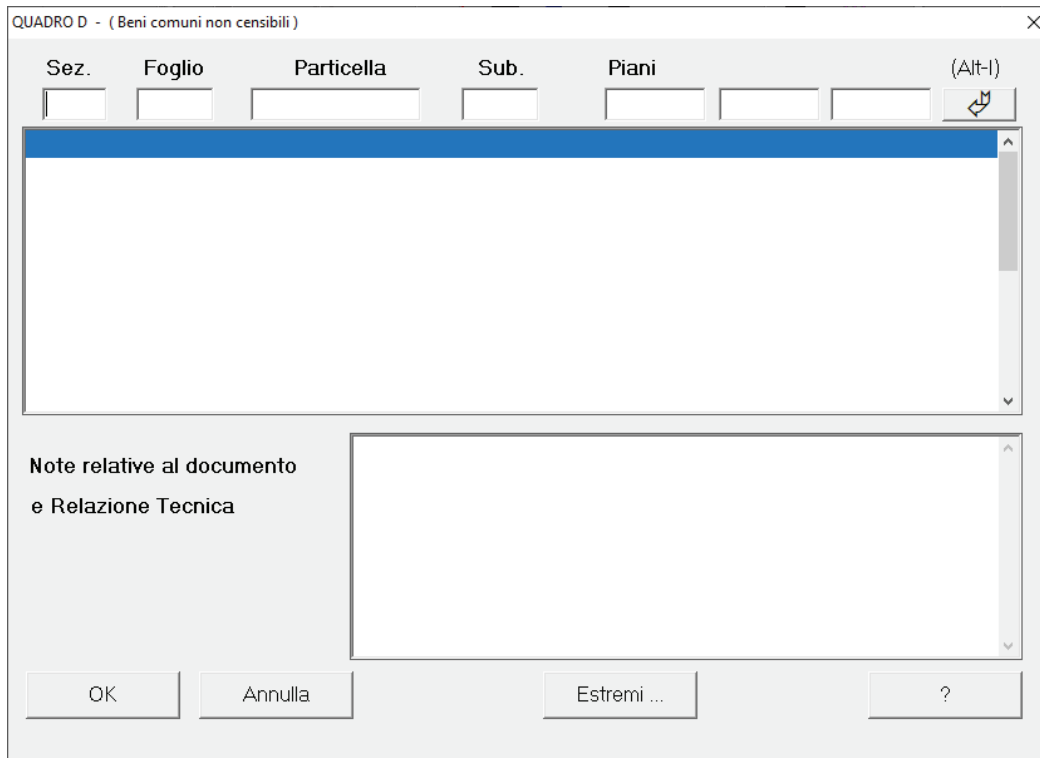 QUADRO D - ( Beni comuni non censibili )
Sez. Foglio Particella Sub. Piani (Alt-I)
Note relative al documento
e Relazione Tecnica
OK Annulla Estremi ... ?